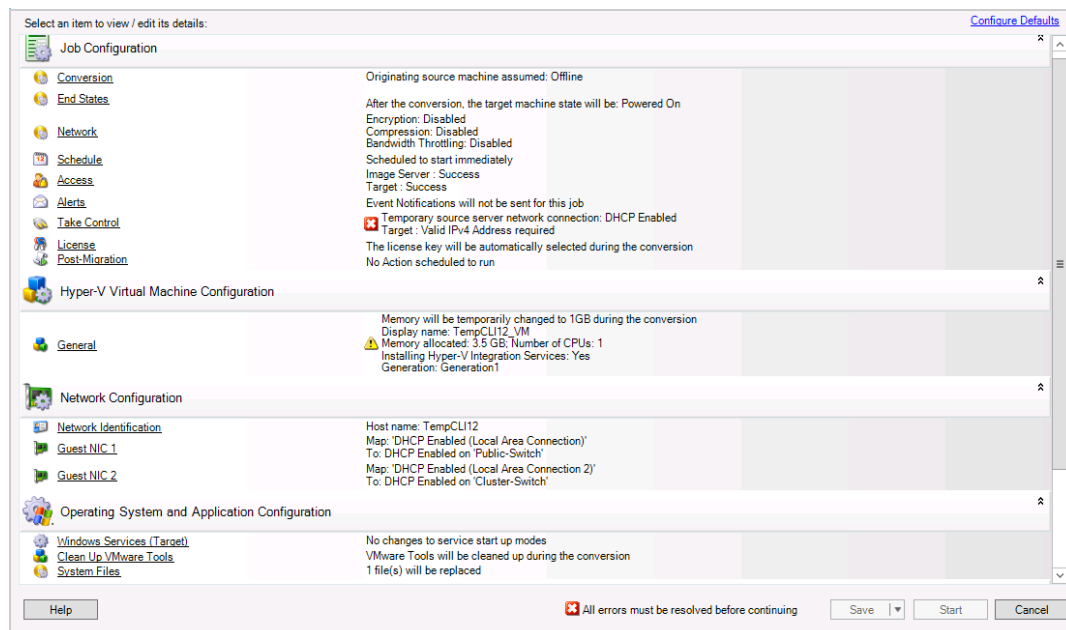 Select an item to view / edit its details:
Configure Defaults
Job Configuration
Conversion
Originating source machine assumed: Offline
End States
After the conversion, the target machine state will be: Powered On
Network
Encryption: Disabled
Compression: Disabled
Bandwidth Throttling: Disabled
Schedule
Scheduled to start immediately
Access
Image Server : Success
Target : Success
Alerts
Event Notifications will not be sent for this job
Take Control
Temporary source server network connection: DHCP Enabled
Target : Valid IPv4 Address required
License
The license key will be automatically selected during the conversion
Post-Migration
No Action scheduled to run
Hyper-V Virtual Machine Configuration
General
Memory will be temporarily changed to 1GB during the conversion
Display name: TempCLI12_VM
Memory allocated: 3.5 GB; Number of CPUs: 1
Installing Hyper-V Integration Services: Yes
Generation: Generation1
Network Configuration
Network Identification
Host name: TempCLI12
Guest NIC 1
Map: 'DHCP Enabled (Local Area Connection)'
To: DHCP Enabled on 'Public-Switch'
Guest NIC 2
Map: 'DHCP Enabled (Local Area Connection 2)'
To: DHCP Enabled on 'Cluster-Switch'
Operating System and Application Configuration
Windows Services (Target)
No changes to service start up modes
Clean Up VMware Tools
VMware Tools will be cleaned up during the conversion
System Files
1 file(s) will be replaced
Help
All errors must be resolved before continuing
Save
Start
Cancel